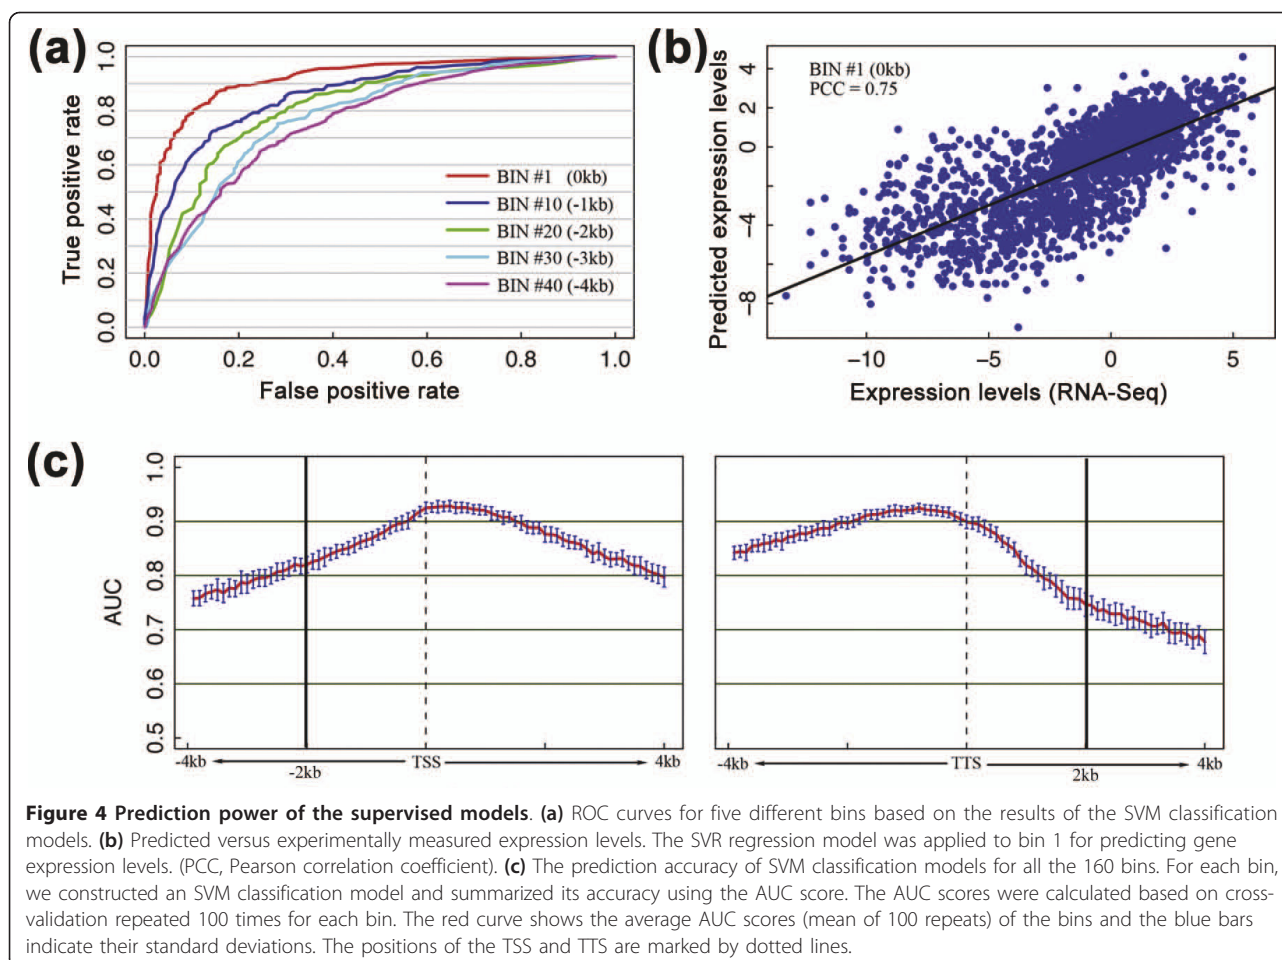 (a)
True positive rate
1.0
0.8
0.6
0.4
0.2
0.0
BIN #1 (0kb)
BIN #10 (-1kb)
BIN #20 (-2kb)
BIN #30 (-3kb)
BIN #40 (-4kb)
0.0 0.2 0.4 0.6 0.8 1.0
False positive rate
(b)
Predicted expression levels
4
2
0
−4
−8
BIN #1 (0kb)
PCC = 0.75
−10 −5 0 5
Expression levels (RNA-Seq)
(c)
AUC
1.0
0.9
0.8
0.7
0.6
0.5
-4kb -2kb TSS 4kb
-4kb TTS 2kb 4kb
Figure 4 Prediction power of the supervised models. (a) ROC curves for five different bins based on the results of the SVM classification
models. (b) Predicted versus experimentally measured expression levels. The SVR regression model was applied to bin 1 for predicting gene
expression levels. (PCC, Pearson correlation coefficient). (c) The prediction accuracy of SVM classification models for all the 160 bins. For each bin,
we constructed an SVM classification model and summarized its accuracy using the AUC score. The AUC scores were calculated based on cross-
validation repeated 100 times for each bin. The red curve shows the average AUC scores (mean of 100 repeats) of the bins and the blue bars
indicate their standard deviations. The positions of the TSS and TTS are marked by dotted lines.